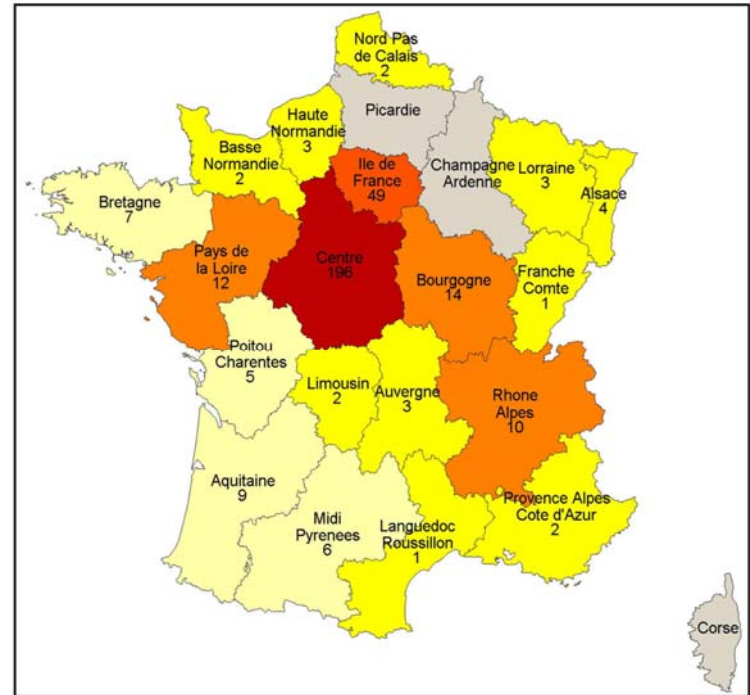 Nord Pas
de Calais
2
Picardie
Haute
Normandie
3
Basse
Normandie
2
Ile de
France
49
Champagne
Ardenne
Lorraine
3
Alsace
4
Bretagne
7
Pays de
la Loire
12
Centre
196
Bourgogne
14
Franche
Comte
1
Poitou
Charentes
5
Limousin
2
Auvergne
3
Rhone
Alpes
10
Aquitaine
9
Midi
Pyrenees
6
Languedoc
Roussillon
1
Provence Alpes
Cote d'Azur
2
Corse